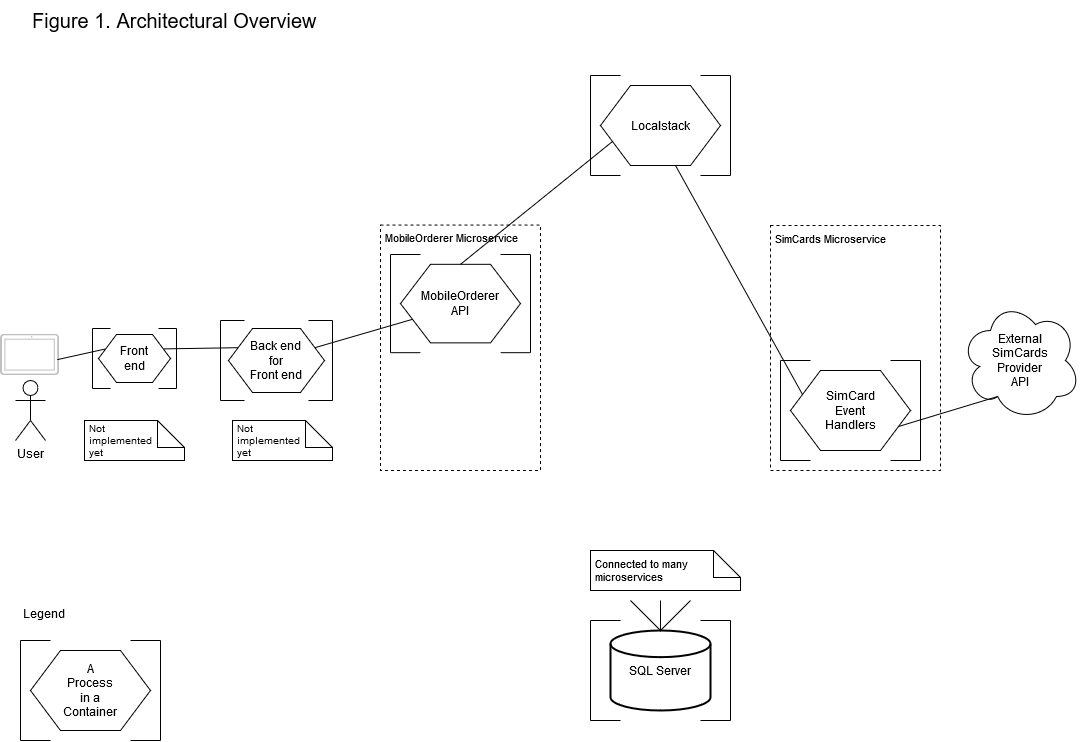 Figure 1. Architectural Overview
Localstack
MobileOrderer Microservice
MobileOrderer
API
SimCards Microservice
External
SimCards
Provider
API
Front
end
Back end
for
Front end
SimCard
Event
Handlers
User
Not
implemented
yet
Not
implemented
yet
Connected to many
microservices
SQL Server
Legend
A
Process
in a
Container